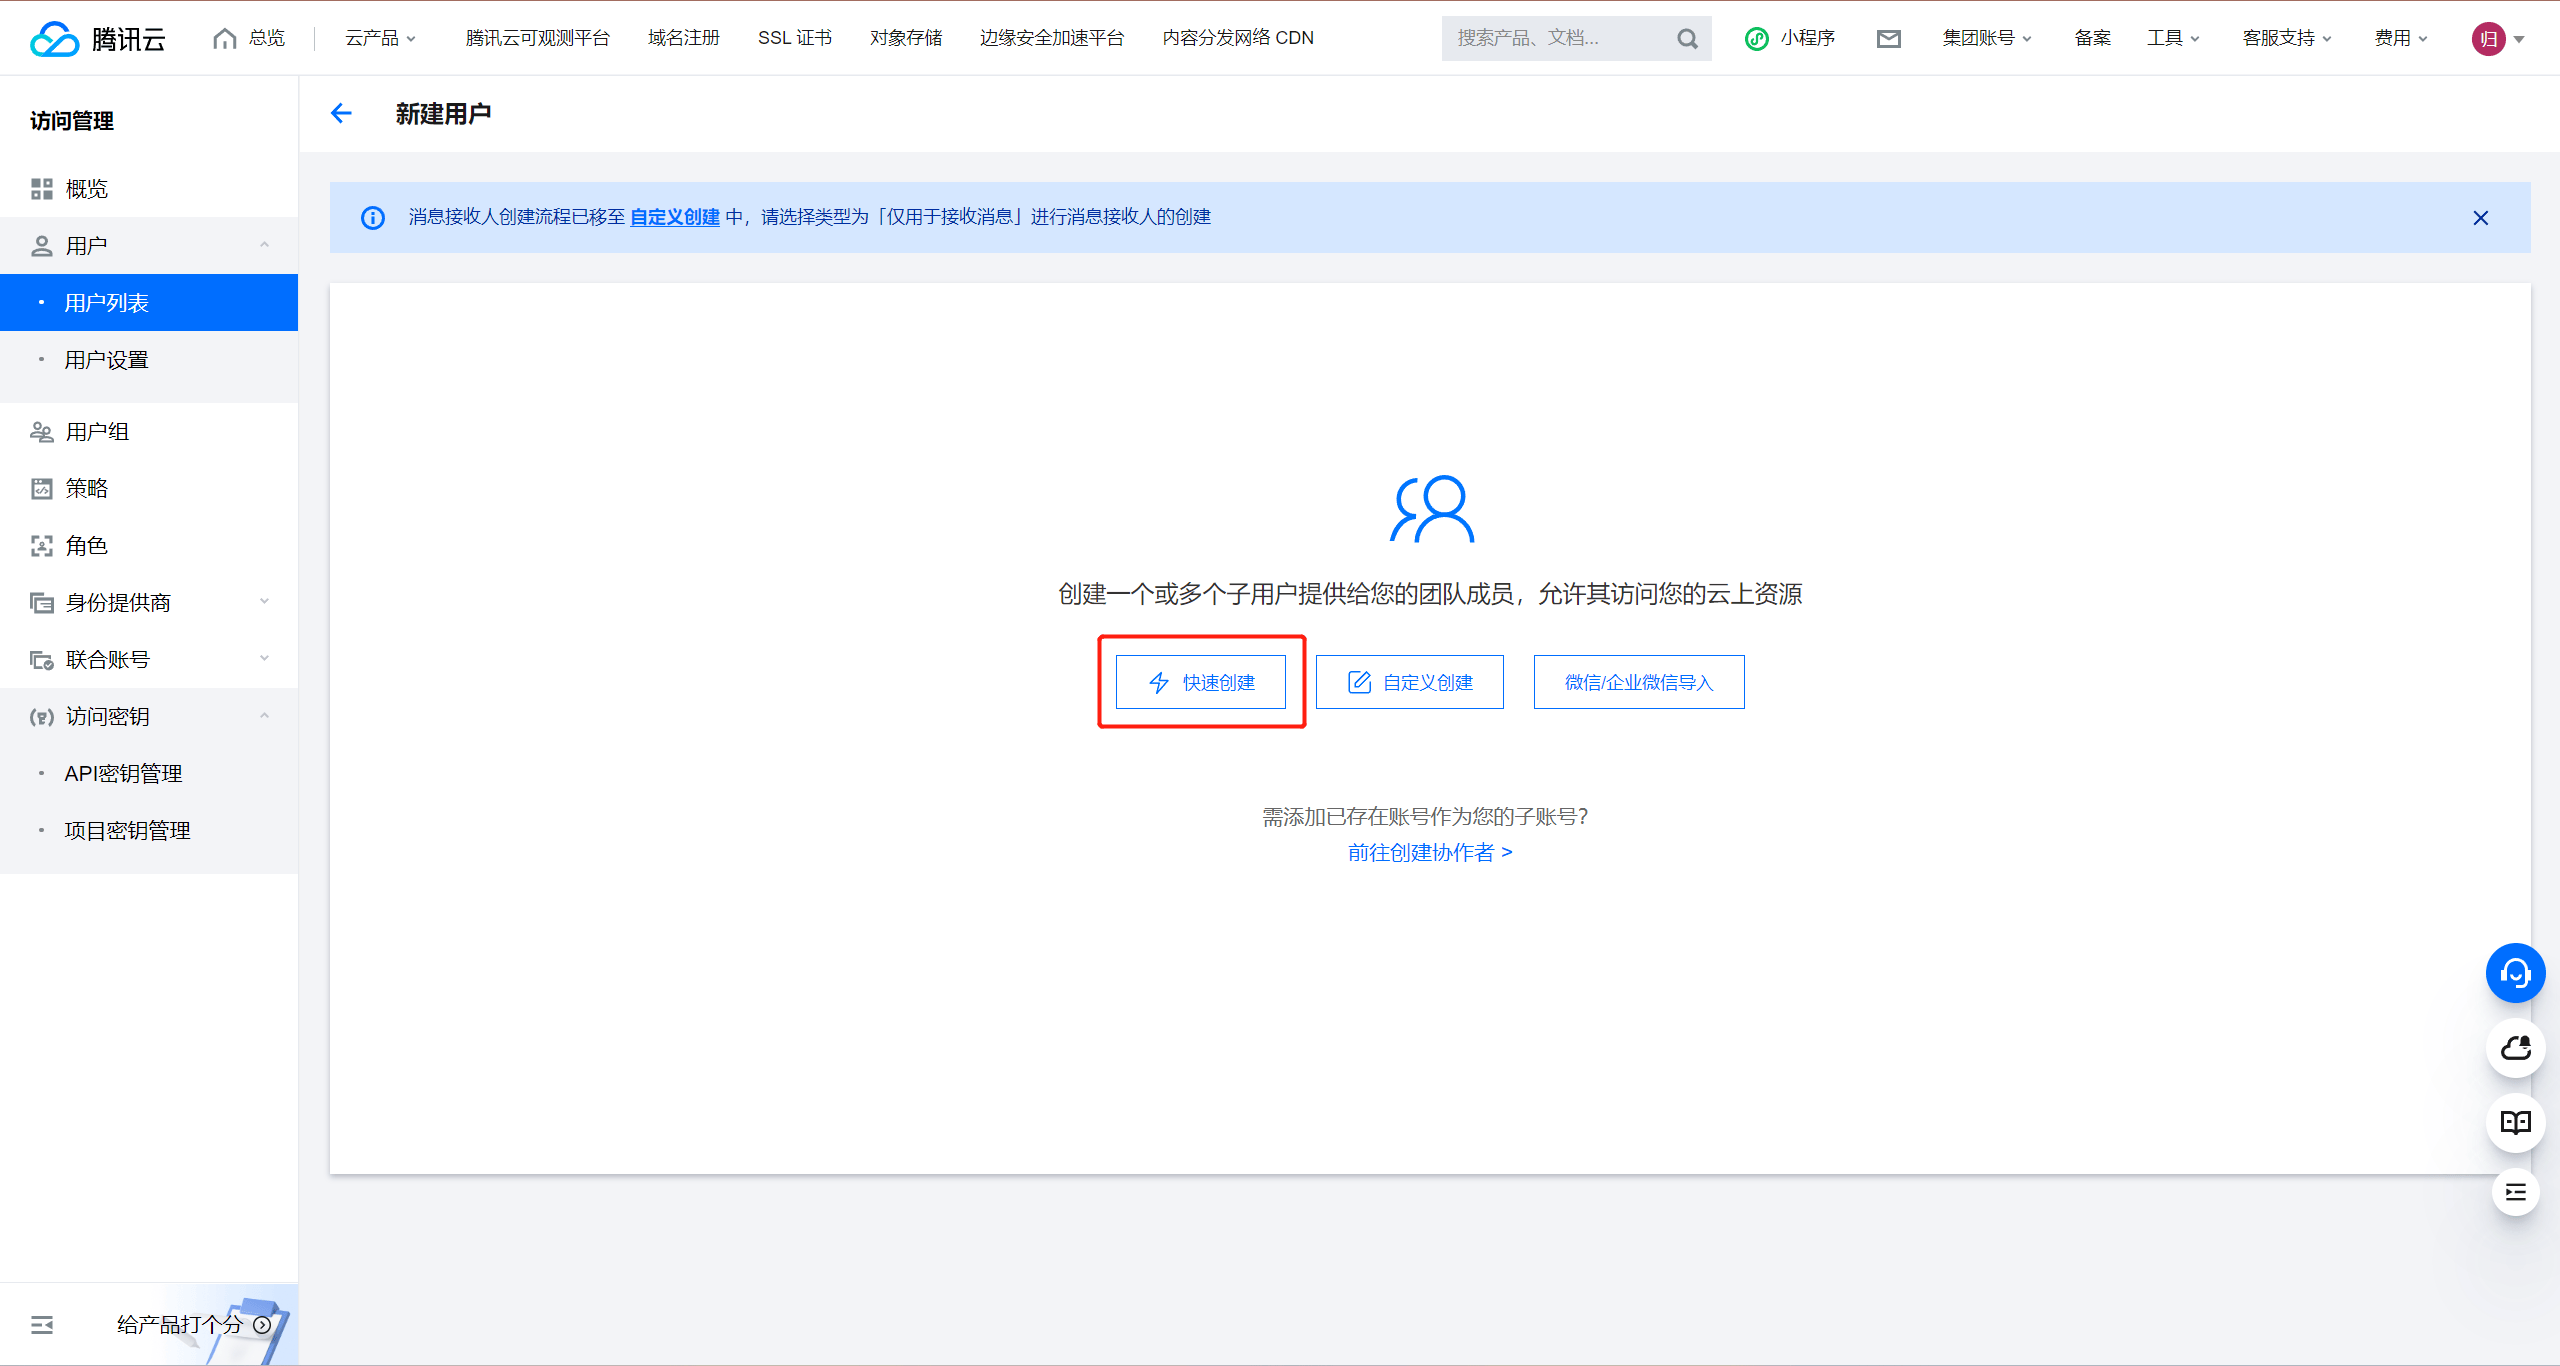 腾讯云 总览 云产品 腾讯云可观测平台 域名注册 SSL 证书 对象存储 边缘安全加速平台 内容分发网络 CDN 搜索产品、文档... 小程序 集团账号 备案 工具 客服支持 费用 归
访问管理
概览
用户
用户列表
用户设置
用户组
策略
角色
身份提供商
联合账号
访问密钥
API密钥管理
项目密钥管理
给产品打个分
新建用户
消息接收人创建流程已移至 自定义创建 中，请选择类型为「仅用于接收消息」进行消息接收人的创建
创建一个或多个子用户提供给您的团队成员，允许其访问您的云上资源
快速创建 自定义创建 微信/企业微信导入
需添加已存在账号作为您的子账号?
前往创建协作者 >